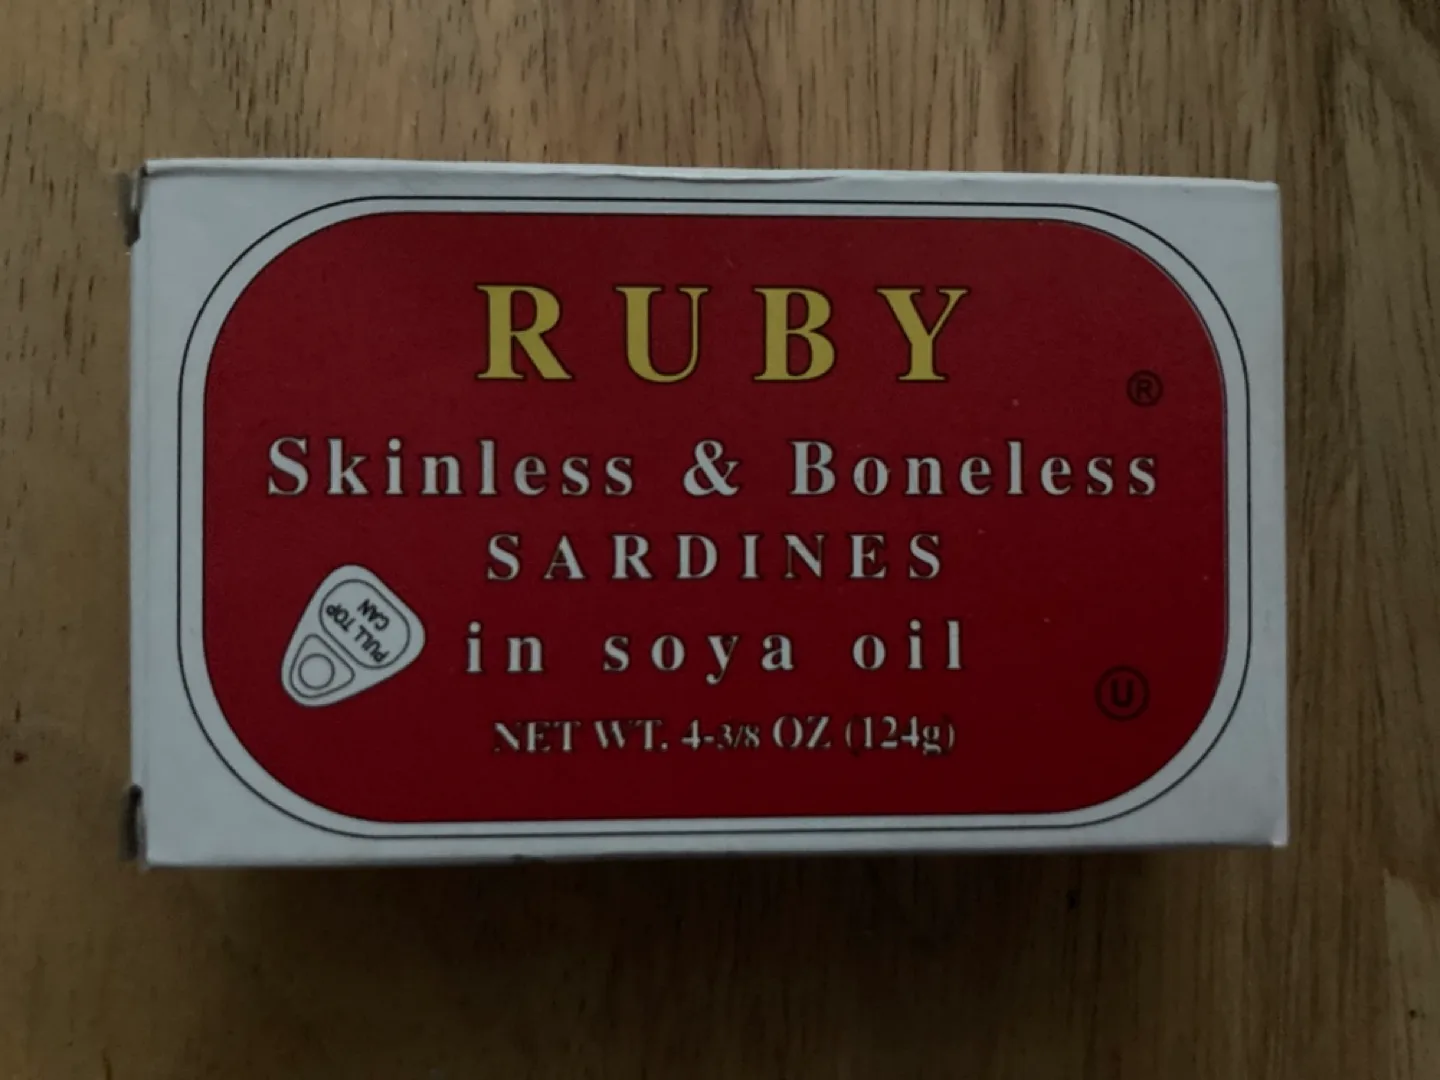 RUBY
®
Skinless & Boneless
SARDINES
PULL TOP
CAN
in soya oil
U
NET WT. 4-3/8 OZ (124g)